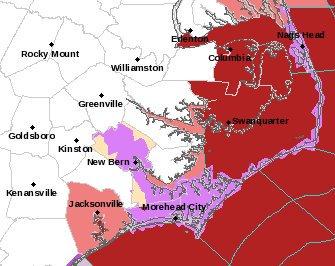 Nags Head
Edenton
Rocky Mount
Columbia
Williamston
Greenville
Swanquarter
Goldsboro
Kinston
New Bern
Kenansville
Jacksonville
Morehead City